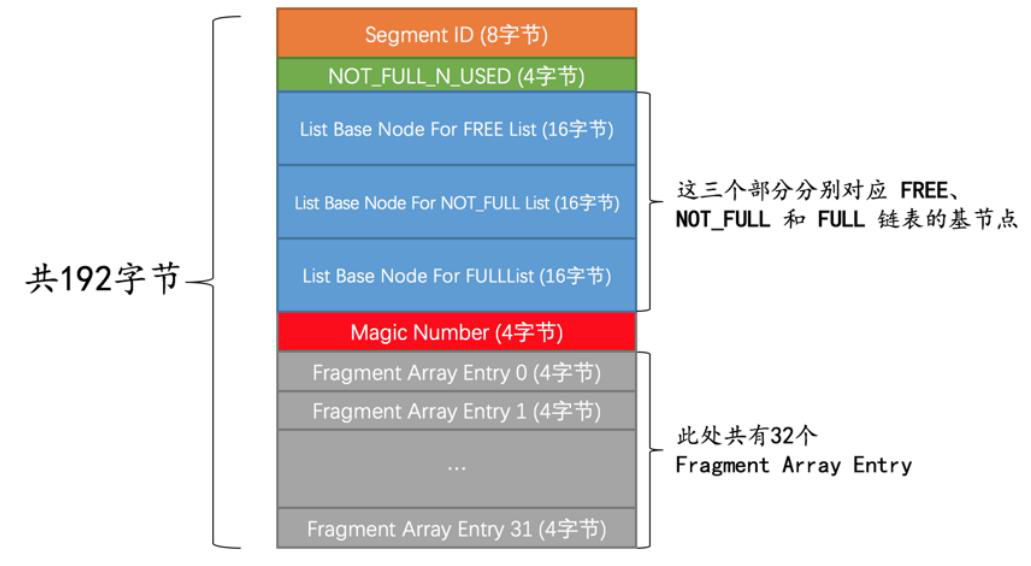 Segment ID (8字节)
NOT_FULL_N_USED (4字节)
List Base Node For FREE List (16字节)
List Base Node For NOT_FULL List (16字节)
List Base Node For FULLList (16字节)
Magic Number (4字节)
Fragment Array Entry 0 (4字节)
Fragment Array Entry 1 (4字节)
...
Fragment Array Entry 31 (4字节)
共192字节
这三个部分分别对应 FREE、
NOT_FULL 和 FULL 链表的基节点
此处共有32个
Fragment Array Entry